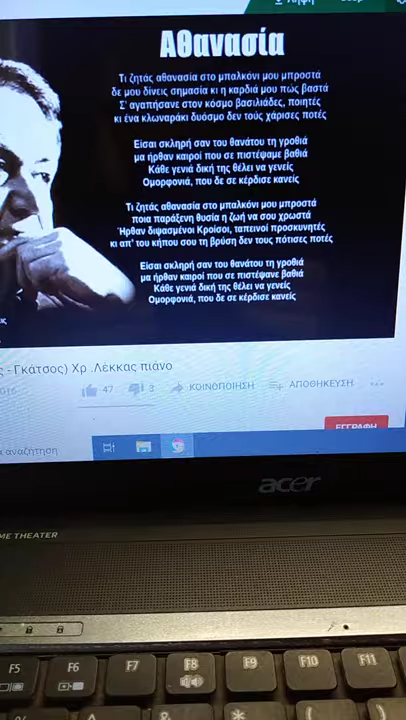 Αθανασία
Τι ζητάς αθανασία στο μπαλκόνι μου μπροστά
δε μου δίνεις σημασία κι η καρδιά μου πώς βαστά
Σ' αγαπήσανε στον κόσμο βασιλιάδες, ποιητές
κι ένα κλωναράκι δυόσμο δεν τούς χάρισες ποτές
Είσαι σκληρή σαν του θανάτου τη γροθιά
μα ήρθαν καιροί που σε πιστέψαμε βαθιά
Κάθε γενιά δική της θέλει να γενείς
Ομορφονιά, που δε σε κέρδισε κανείς
Τι ζητάς αθανασία στο μπαλκόνι μου μπροστά
ποια παράξενη θυσία η ζωή να σου χρωστά
Ήρθαν διψασμένοι Κροίσοι, ταπεινοί προσκυνητές
κι απ' του κήπου σου τη βρύση δεν τους πότισες ποτές
Είσαι σκληρή σαν του θανάτου τη γροθιά
μα ήρθαν καιροί που σε πιστέψαμε βαθιά
Κάθε γενιά δική της θέλει να γενείς
Ομορφονιά, που δε σε κέρδισε κανείς
ς - Γκάτσος) Χρ .Λέκκας πιάνο
47 3 ΚΟΙΝΟΠΟΙΗΣΗ ΑΠΟΘΗΚΕΥΣΗ ...
ΕΓΓΡΑΦΗ
α αναζήτηση
acer
ME THEATER
F5 F6 F7 F8 F9 F10 F11
% ^ & * ( )